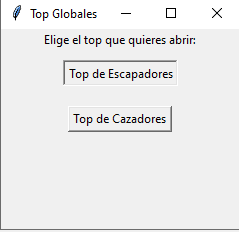 Top Globales
Elige el top que quieres abrir:
Top de Escapadores
Top de Cazadores